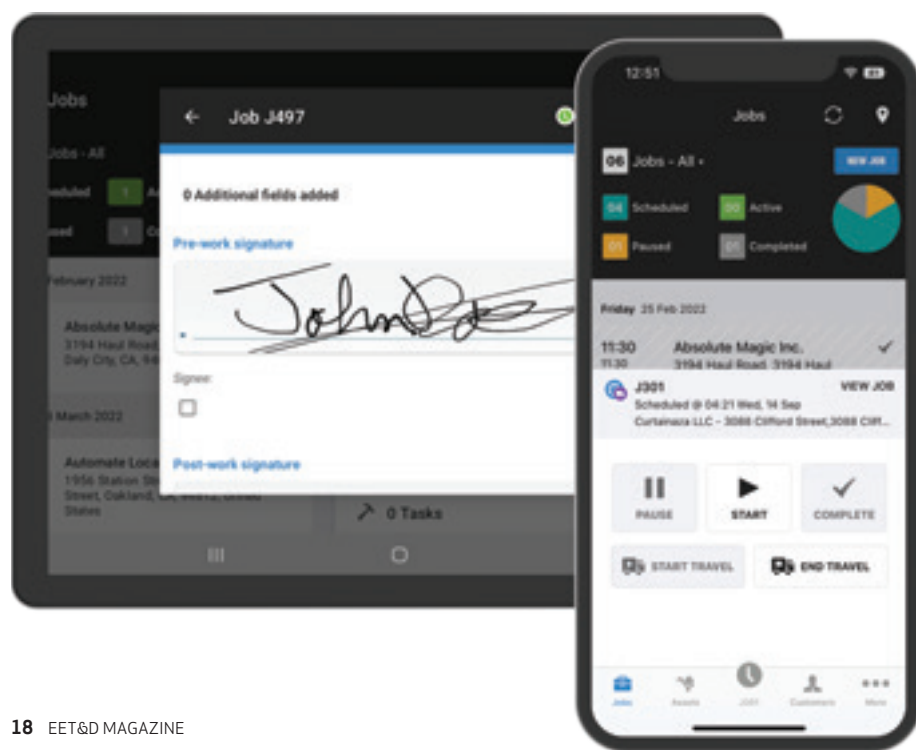 Jobs
Jobs - All
1
1
February 2022
Absolute Magic
3194 Haul Road,
Daly City, CA,
March 2022
Automate Loca
1956 Station
Street, Oakland,
States
0 Tasks
Job J497
0 Additional fields added
Pre-work signature
John
Signee:
Post-work signature
12:51
Jobs
06 Jobs - All
NEW JOB
04 Scheduled
00 Active
01 Paused
01 Completed
Friday 25 Feb 2022
11:30 Absolute Magic Inc.
11:30 3194 Haul Road, 3194 Haul
J301 VIEW JOB
Scheduled @ 04:21 Wed, 14 Sep
Curtainaza LLC - 3088 Clifford Street,3088 Cliff...
PAUSE
START
COMPLETE
START TRAVEL
END TRAVEL
Jobs
Assets
J301
Customers
More
18 EET&D MAGAZINE